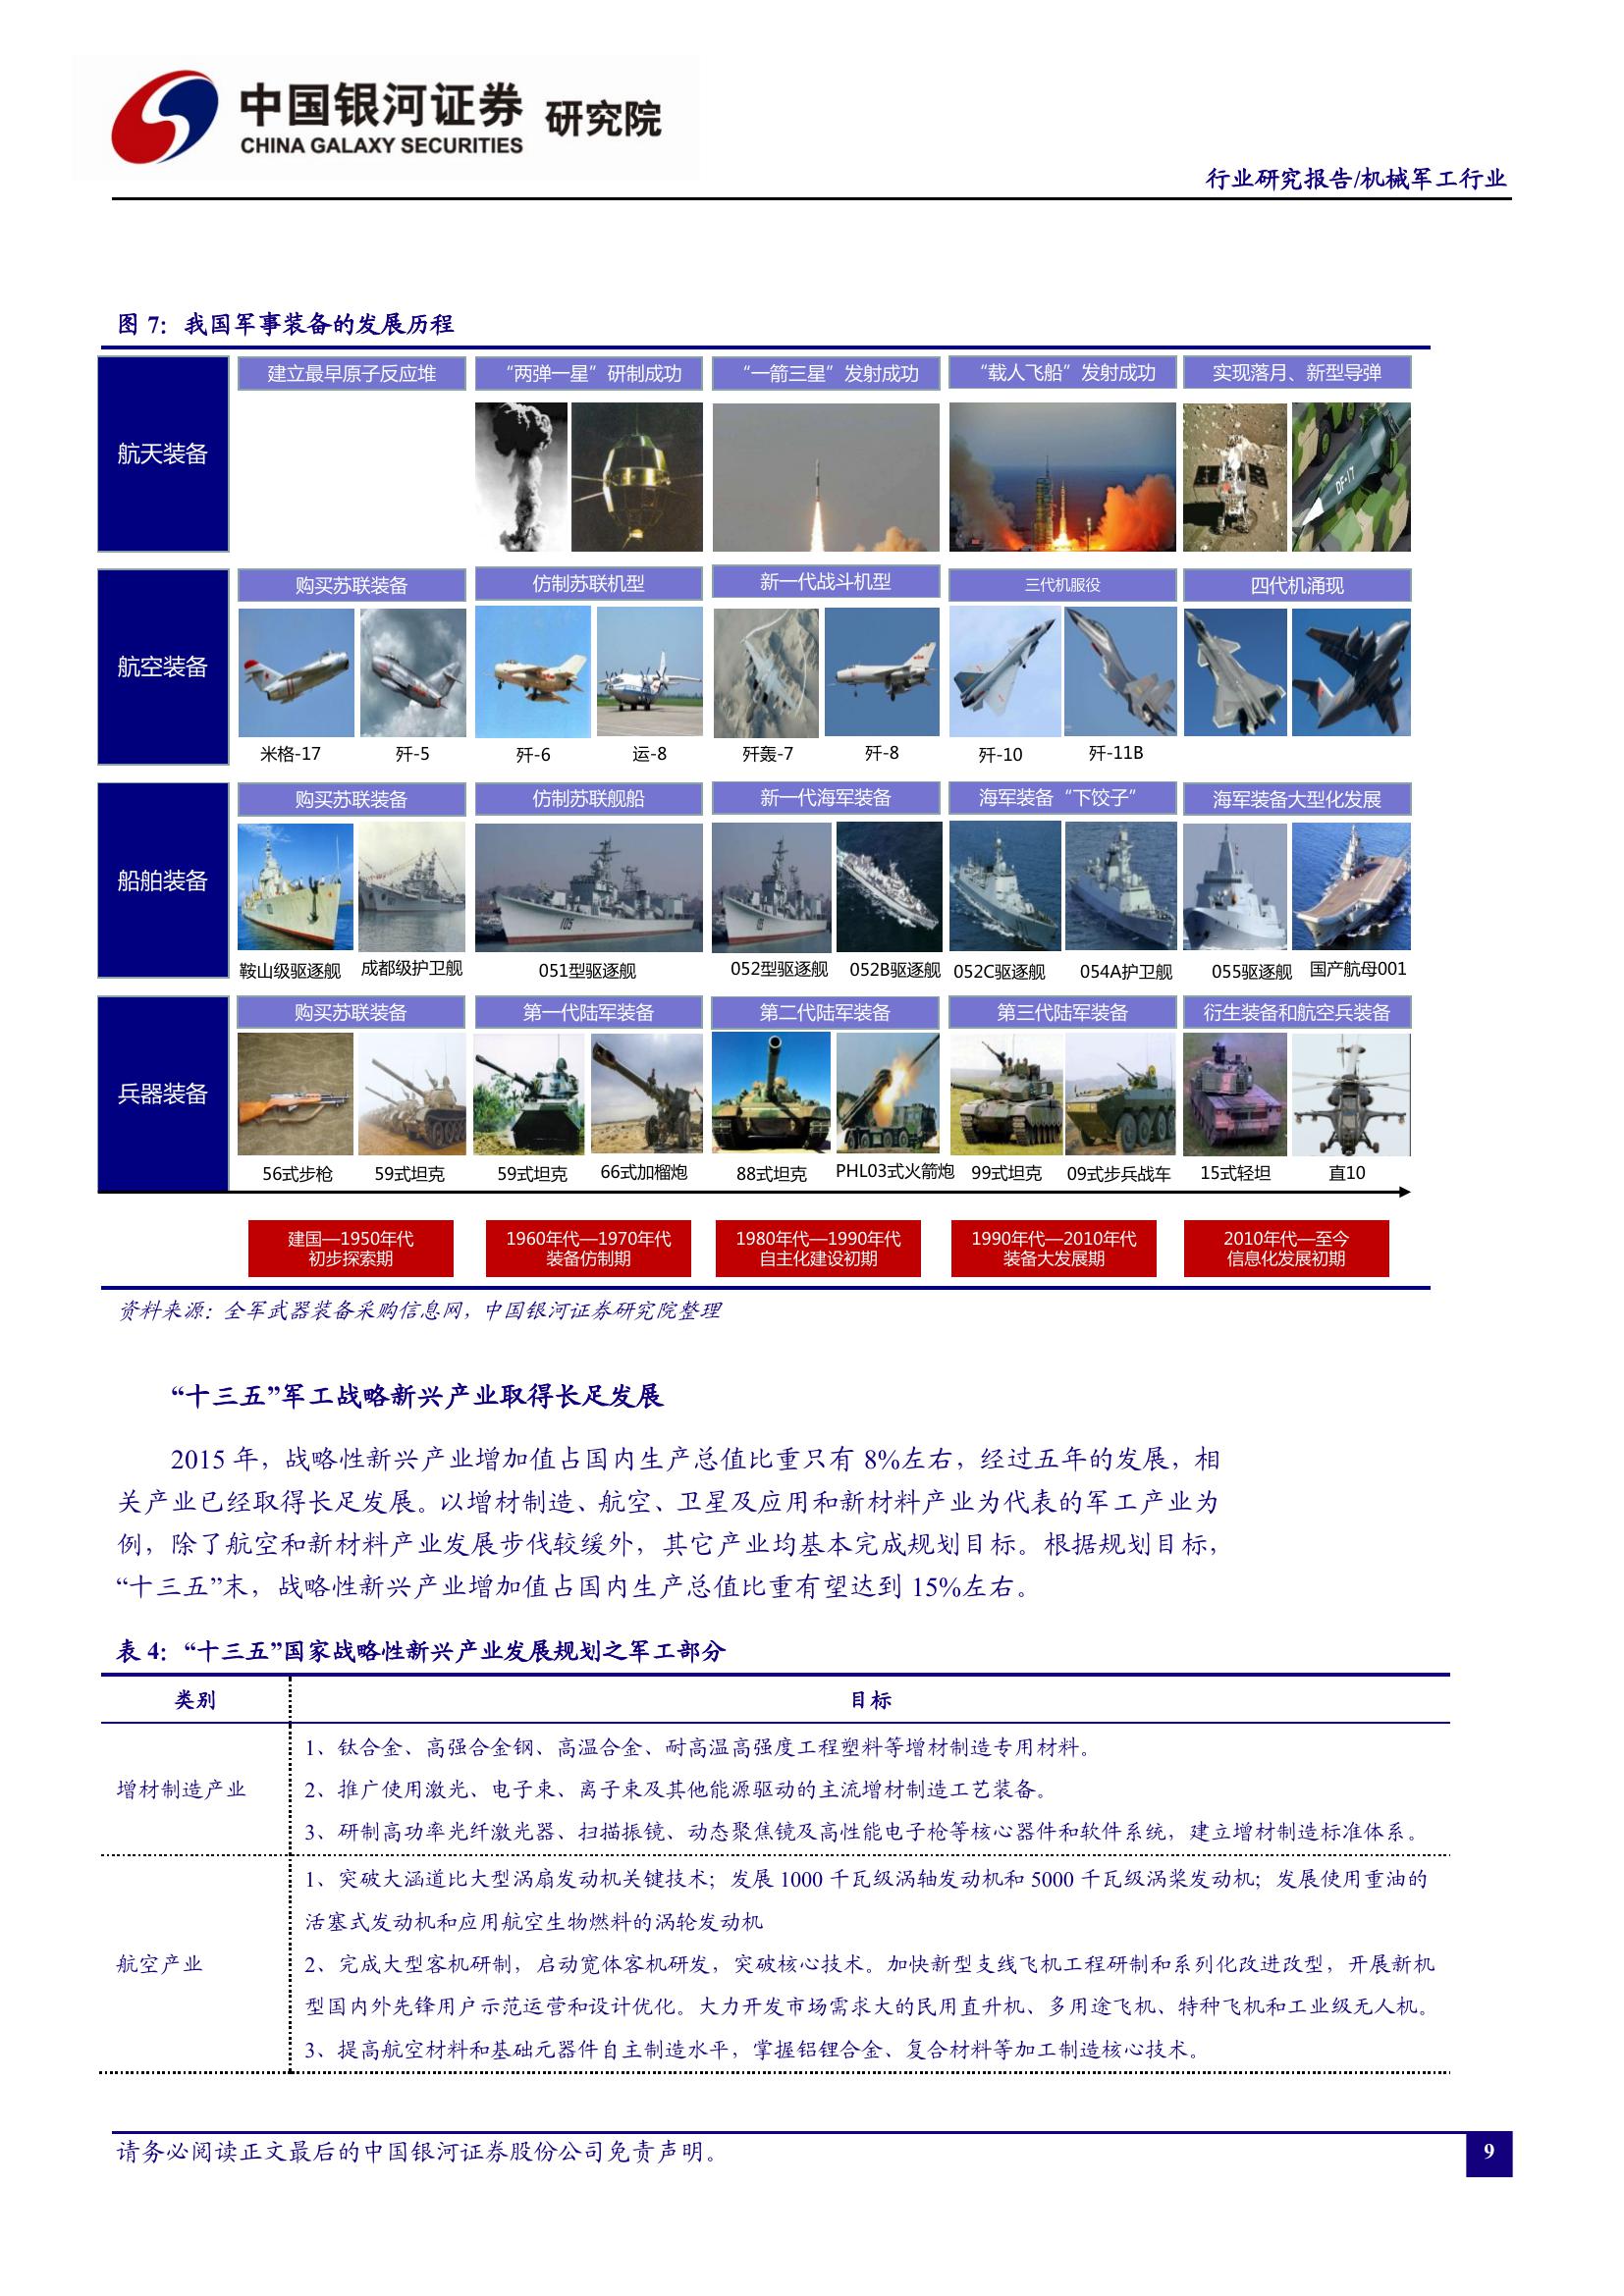 中国银河证券 研究院
CHINA GALAXY SECURITIES
行业研究报告/机械军工行业
图 7：我国军事装备的发展历程
航天装备
建立最早原子反应堆
“两弹一星”研制成功
“一箭三星”发射成功
“载人飞船”发射成功
实现落月、新型导弹
DF-17
航空装备
购买苏联装备
仿制苏联机型
新一代战斗机型
三代机服役
四代机涌现
米格-17
歼-5
歼-6
运-8
歼轰-7
歼-8
歼-10
歼-11B
船舶装备
购买苏联装备
仿制苏联舰船
新一代海军装备
海军装备“下饺子”
海军装备大型化发展
105
鞍山级驱逐舰
成都级护卫舰
051型驱逐舰
052型驱逐舰
052B驱逐舰
052C驱逐舰
054A护卫舰
055驱逐舰
国产航母001
兵器装备
购买苏联装备
第一代陆军装备
第二代陆军装备
第三代陆军装备
衍生装备和航空兵装备
56式步枪
59式坦克
59式坦克
66式加榴炮
88式坦克
PHL03式火箭炮
99式坦克
09式步兵战车
15式轻坦
直10
建国—1950年代
初步探索期
1960年代—1970年代
装备仿制期
1980年代—1990年代
自主化建设初期
1990年代—2010年代
装备大发展期
2010年代—至今
信息化发展初期
资料来源：全军武器装备采购信息网，中国银河证券研究院整理
“十三五”军工战略新兴产业取得长足发展
2015 年，战略性新兴产业增加值占国内生产总值比重只有 8%左右，经过五年的发展，相
关产业已经取得长足发展。以增材制造、航空、卫星及应用和新材料产业为代表的军工产业为
例，除了航空和新材料产业发展步伐较缓外，其它产业均基本完成规划目标。根据规划目标，
“十三五”末，战略性新兴产业增加值占国内生产总值比重有望达到 15%左右。
表 4：“十三五”国家战略性新兴产业发展规划之军工部分
类别
目标
增材制造产业
1、钛合金、高强合金钢、高温合金、耐高温高强度工程塑料等增材制造专用材料。
2、推广使用激光、电子束、离子束及其他能源驱动的主流增材制造工艺装备。
3、研制高功率光纤激光器、扫描振镜、动态聚焦镜及高性能电子枪等核心器件和软件系统，建立增材制造标准体系。
航空产业
1、突破大涵道比大型涡扇发动机关键技术；发展 1000 千瓦级涡轴发动机和 5000 千瓦级涡桨发动机；发展使用重油的
活塞式发动机和应用航空生物燃料的涡轮发动机
2、完成大型客机研制，启动宽体客机研发，突破核心技术。加快新型支线飞机工程研制和系列化改进改型，开展新机
型国内外先锋用户示范运营和设计优化。大力开发市场需求大的民用直升机、多用途飞机、特种飞机和工业级无人机。
3、提高航空材料和基础元器件自主制造水平，掌握铝锂合金、复合材料等加工制造核心技术。
请务必阅读正文最后的中国银河证券股份公司免责声明。
9